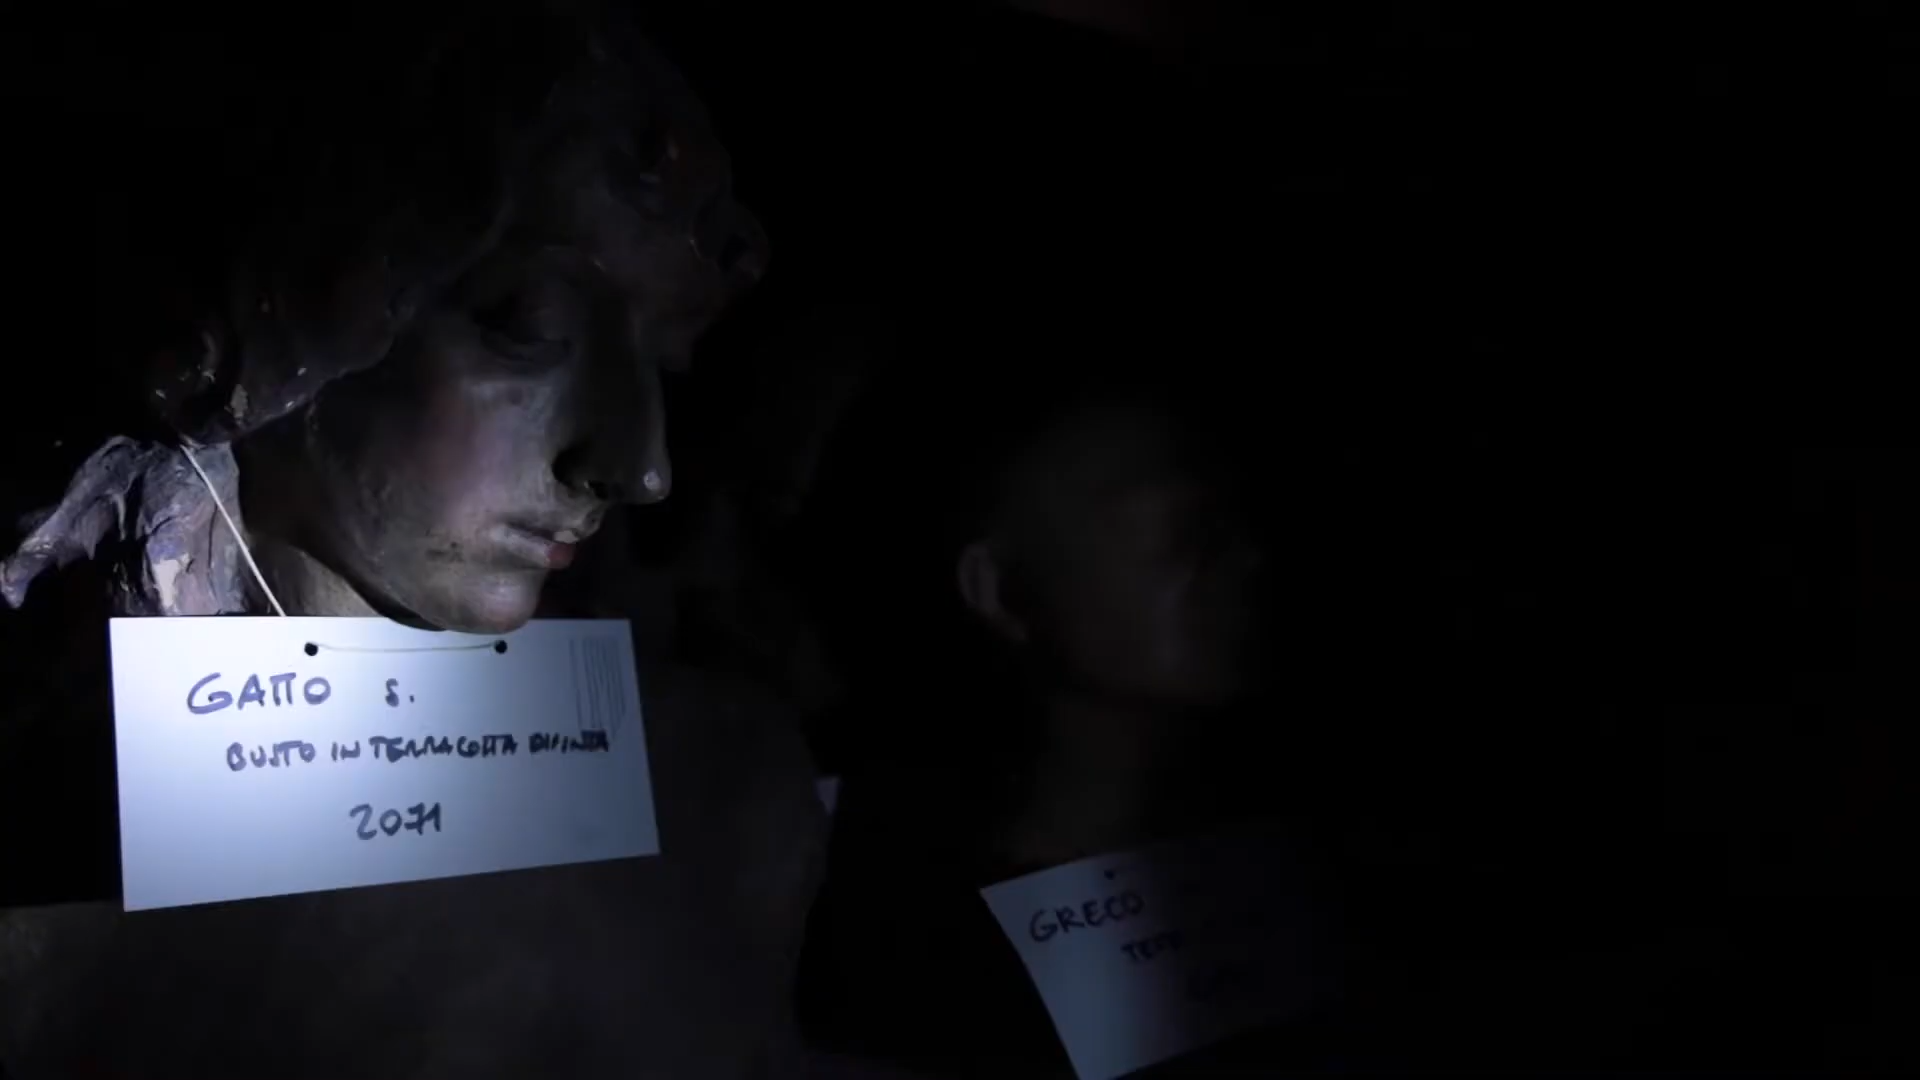 GATTO S.
BUSTO IN TERRACOTTA DIPINTA
2071
GRECO